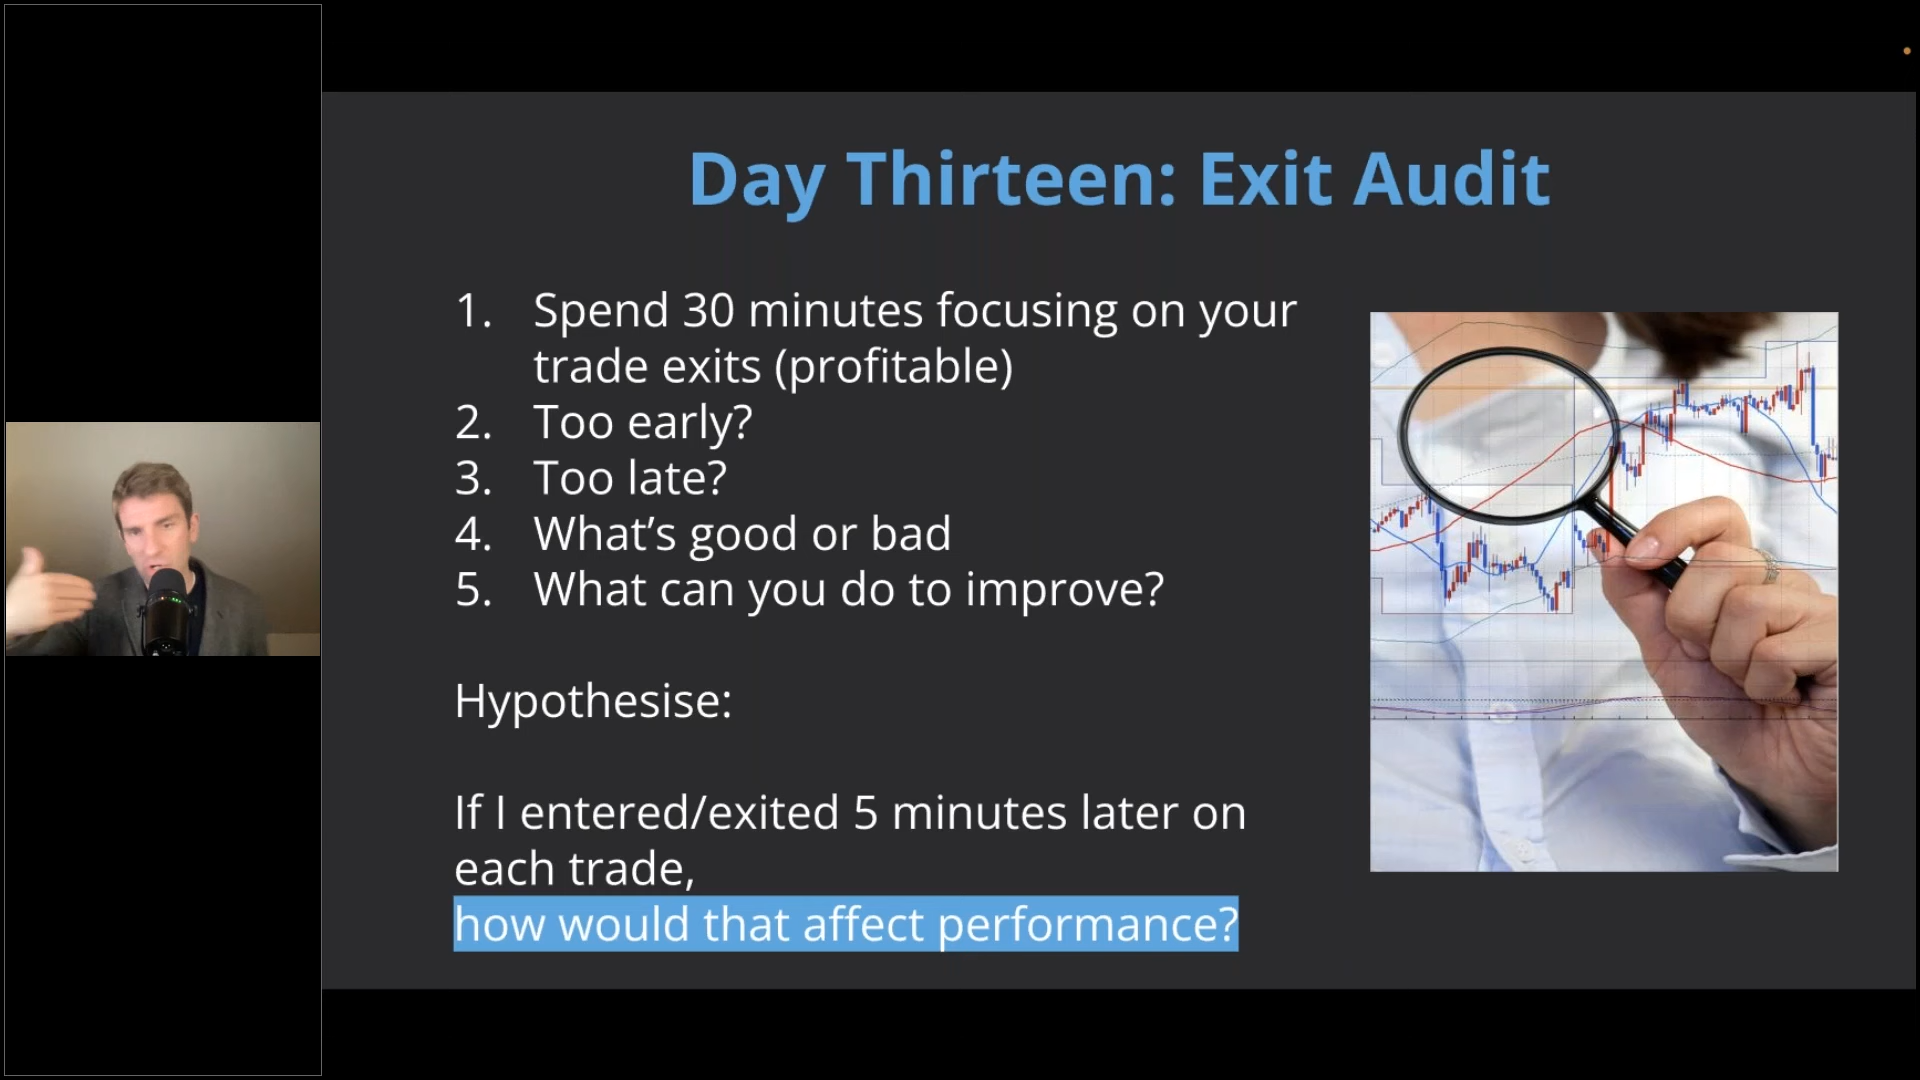 Day Thirteen: Exit Audit
1. Spend 30 minutes focusing on your
trade exits (profitable)
2. Too early?
3. Too late?
4. What’s good or bad
5. What can you do to improve?
Hypothesise:
If I entered/exited 5 minutes later on
each trade,
how would that affect performance?